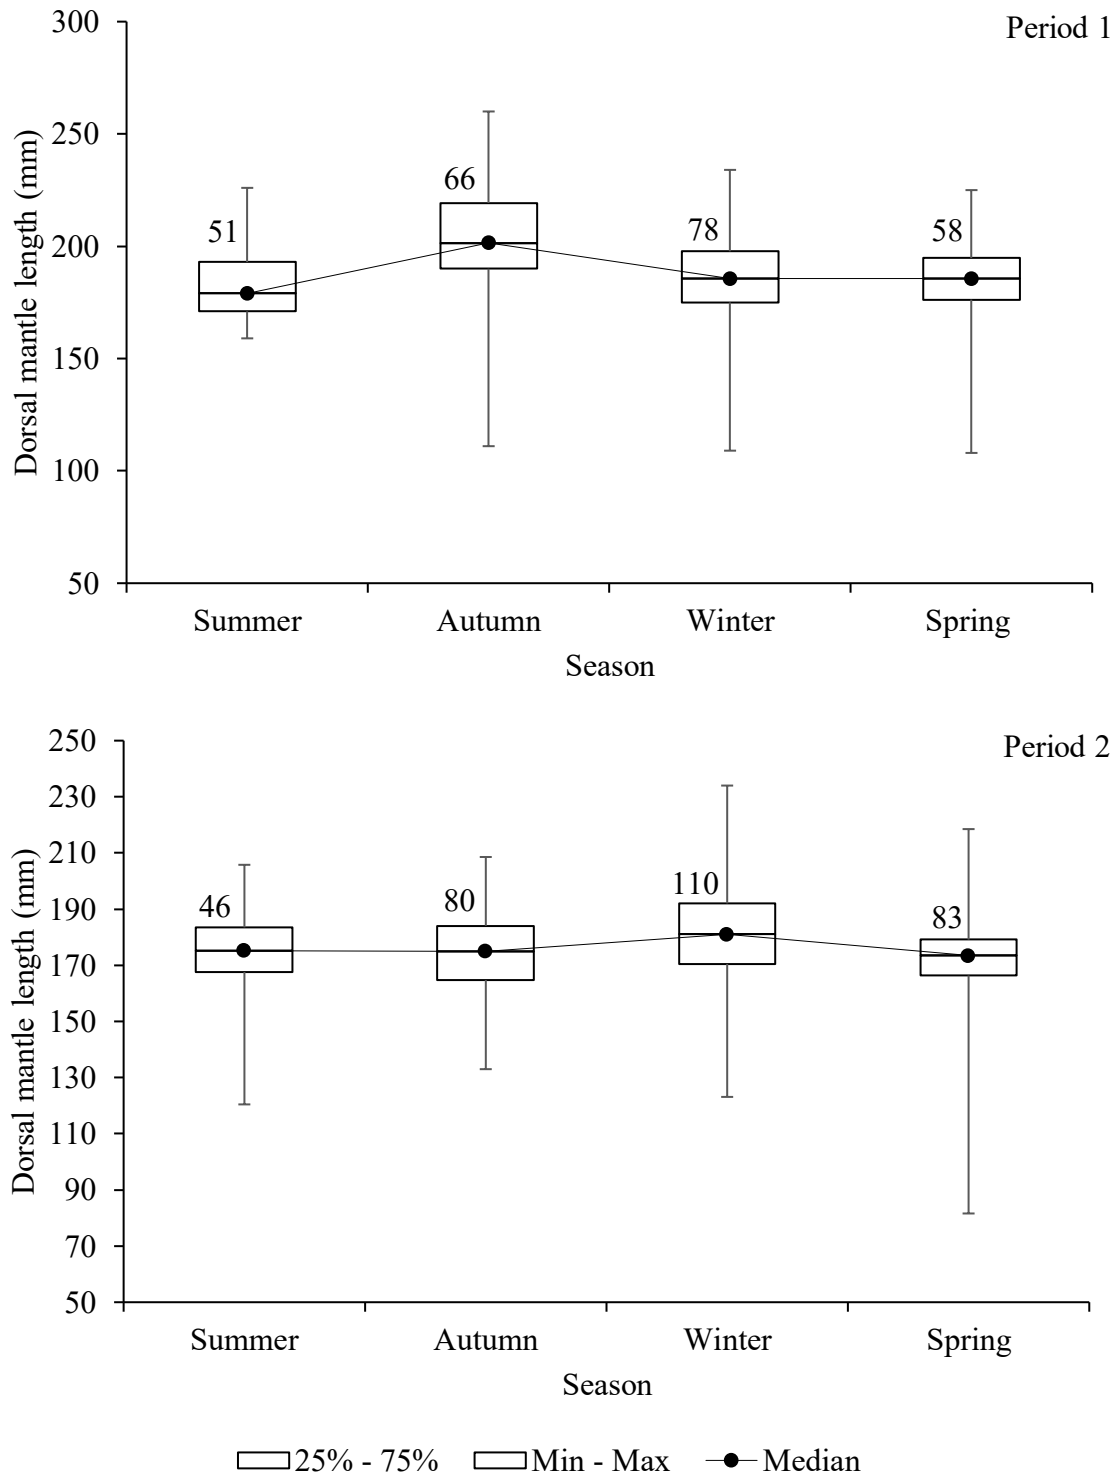 Period 1
300
250
200
150
100
50
Dorsal mantle length (mm)
51
66
78
58
Summer Autumn Winter Spring
Season
Period 2
250
230
210
190
170
150
130
110
90
70
50
Dorsal mantle length (mm)
46
80
110
83
Summer Autumn Winter Spring
Season
25% - 75% Min - Max Median